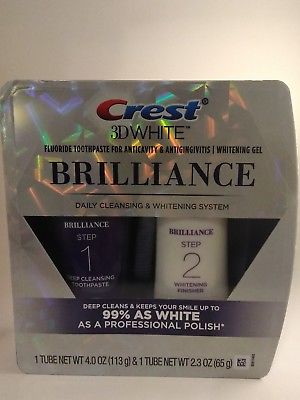 Crest®
3DWHITE™
FLUORIDE TOOTHPASTE FOR ANTICAVITY & ANTIGINGIVITIS | WHITENING GEL
BRILLIANCE
DAILY CLEANSING & WHITENING SYSTEM
BRILLIANCE
STEP
1
DEEP CLEANSING
TOOTHPASTE
BRILLIANCE
STEP
2
WHITENING
FINISHER
DEEP CLEANS & KEEPS YOUR SMILE UP TO
99% AS WHITE
AS A PROFESSIONAL POLISH*
1 TUBE NET WT 4.0 OZ (113 g) & 1 TUBE NET WT 2.3 OZ (65 g)